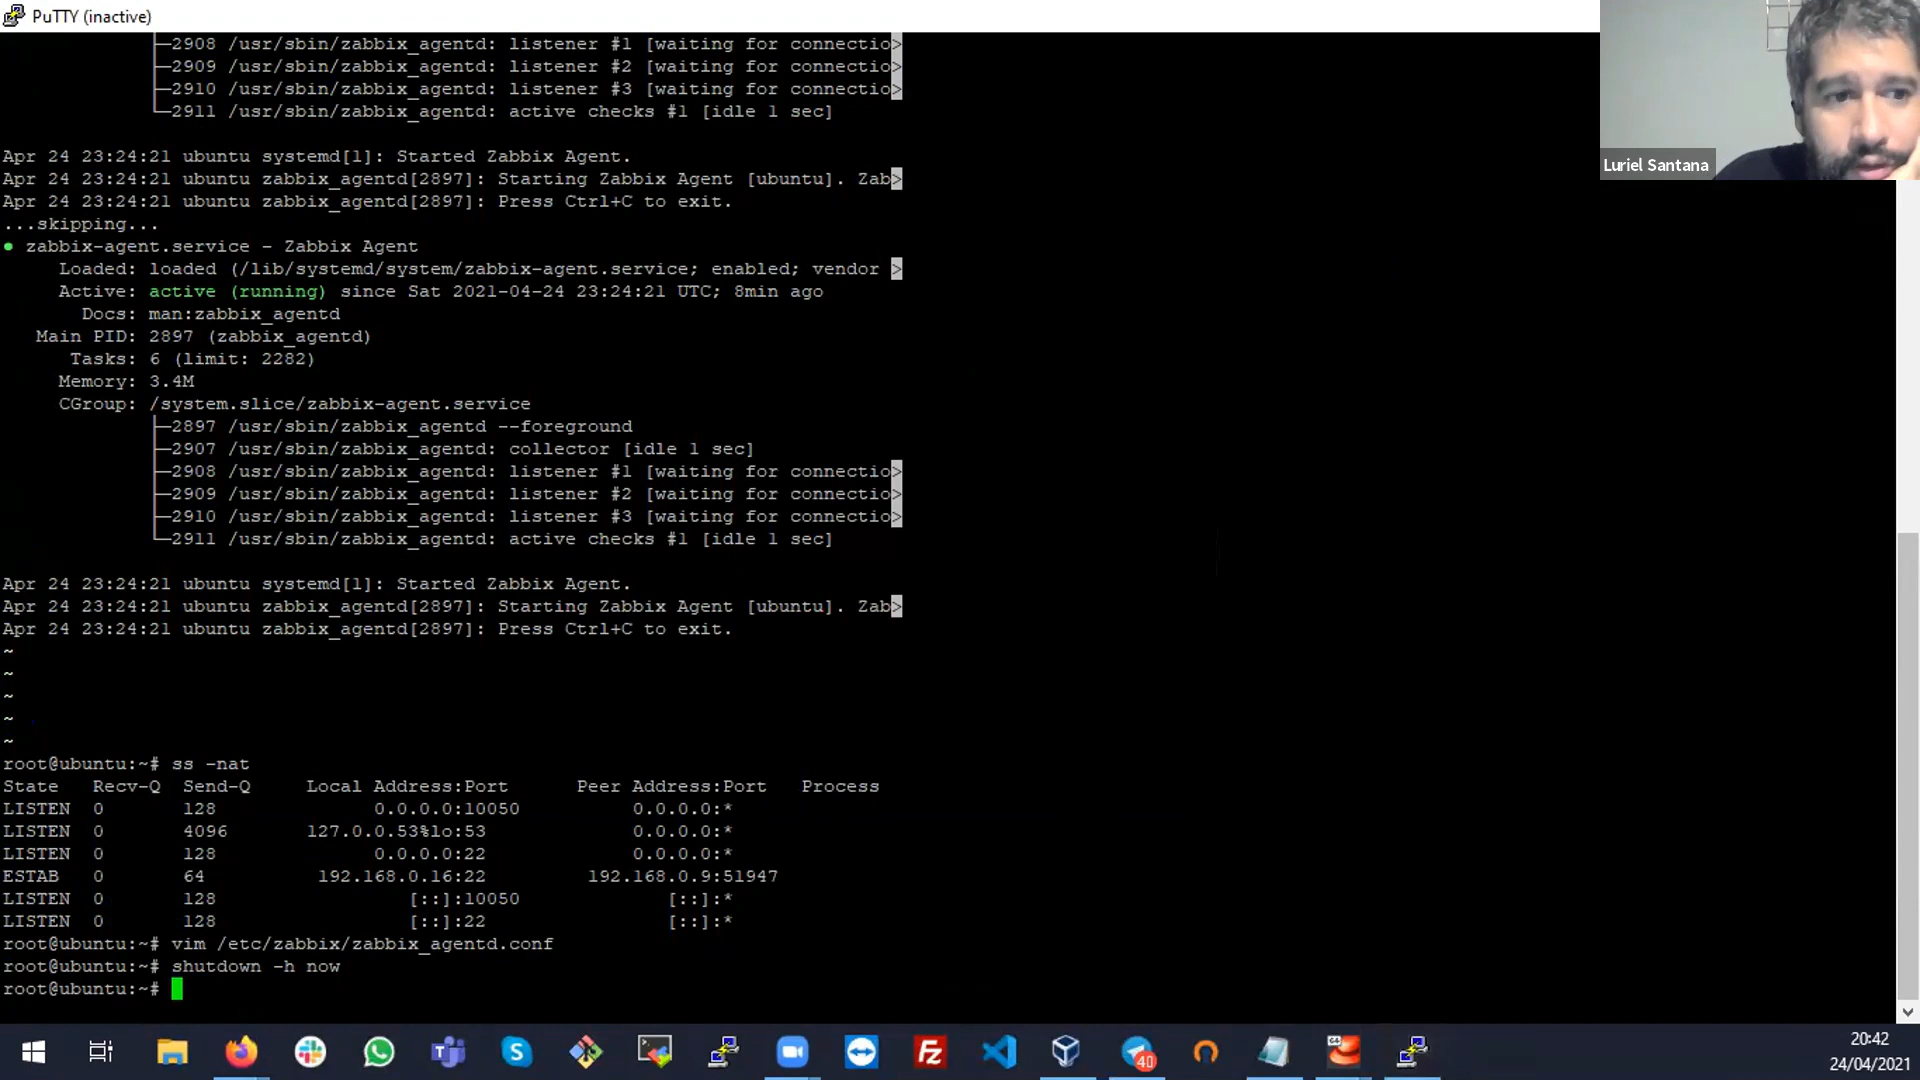 PuTTY (inactive)
├─2908 /usr/sbin/zabbix_agentd: listener #1 [waiting for connectio>
├─2909 /usr/sbin/zabbix_agentd: listener #2 [waiting for connectio>
├─2910 /usr/sbin/zabbix_agentd: listener #3 [waiting for connectio>
└─2911 /usr/sbin/zabbix_agentd: active checks #1 [idle 1 sec]
Luriel Santana
Apr 24 23:24:21 ubuntu systemd[1]: Started Zabbix Agent.
Apr 24 23:24:21 ubuntu zabbix_agentd[2897]: Starting Zabbix Agent [ubuntu]. Zab>
Apr 24 23:24:21 ubuntu zabbix_agentd[2897]: Press Ctrl+C to exit.
...skipping...
● zabbix-agent.service - Zabbix Agent
Loaded: loaded (/lib/systemd/system/zabbix-agent.service; enabled; vendor >
Active: active (running) since Sat 2021-04-24 23:24:21 UTC; 8min ago
Docs: man:zabbix_agentd
Main PID: 2897 (zabbix_agentd)
Tasks: 6 (limit: 2282)
Memory: 3.4M
CGroup: /system.slice/zabbix-agent.service
├─2897 /usr/sbin/zabbix_agentd --foreground
├─2907 /usr/sbin/zabbix_agentd: collector [idle 1 sec]
├─2908 /usr/sbin/zabbix_agentd: listener #1 [waiting for connectio>
├─2909 /usr/sbin/zabbix_agentd: listener #2 [waiting for connectio>
├─2910 /usr/sbin/zabbix_agentd: listener #3 [waiting for connectio>
└─2911 /usr/sbin/zabbix_agentd: active checks #1 [idle 1 sec]
Apr 24 23:24:21 ubuntu systemd[1]: Started Zabbix Agent.
Apr 24 23:24:21 ubuntu zabbix_agentd[2897]: Starting Zabbix Agent [ubuntu]. Zab>
Apr 24 23:24:21 ubuntu zabbix_agentd[2897]: Press Ctrl+C to exit.
~
~
~
~
~
root@ubuntu:~# ss -nat
State Recv-Q Send-Q Local Address:Port Peer Address:Port Process
LISTEN 0 128 0.0.0.0:10050 0.0.0.0:*
LISTEN 0 4096 127.0.0.53%lo:53 0.0.0.0:*
LISTEN 0 128 0.0.0.0:22 0.0.0.0:*
ESTAB 0 64 192.168.0.16:22 192.168.0.9:51947
LISTEN 0 128 [::]:10050 [::]:*
LISTEN 0 128 [::]:22 [::]:*
root@ubuntu:~# vim /etc/zabbix/zabbix_agentd.conf
root@ubuntu:~# shutdown -h now
root@ubuntu:~#
40
20:42
24/04/2021